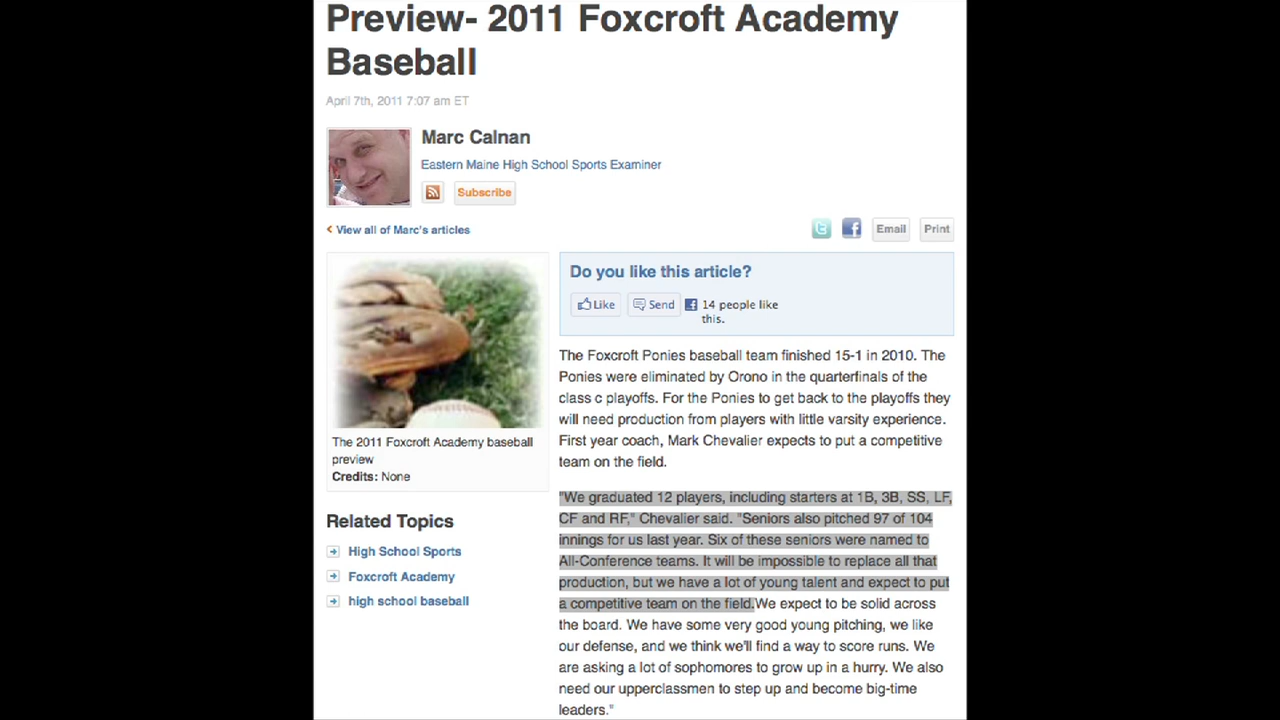 Preview- 2011 Foxcroft Academy
Baseball
April 7th, 2011 7:07 am ET
Marc Calnan
Eastern Maine High School Sports Examiner
Subscribe
View all of Marc's articles
Email
Print
The 2011 Foxcroft Academy baseball
preview
Credits: None
Related Topics
High School Sports
Foxcroft Academy
high school baseball
Do you like this article?
Like
Send
14 people like
this.
The Foxcroft Ponies baseball team finished 15-1 in 2010. The
Ponies were eliminated by Orono in the quarterfinals of the
class c playoffs. For the Ponies to get back to the playoffs they
will need production from players with little varsity experience.
First year coach, Mark Chevalier expects to put a competitive
team on the field.
"We graduated 12 players, including starters at 1B, 3B, SS, LF,
CF and RF," Chevalier said. "Seniors also pitched 97 of 104
innings for us last year. Six of these seniors were named to
All-Conference teams. It will be impossible to replace all that
production, but we have a lot of young talent and expect to put
a competitive team on the field.We expect to be solid across
the board. We have some very good young pitching, we like
our defense, and we think we'll find a way to score runs. We
are asking a lot of sophomores to grow up in a hurry. We also
need our upperclassmen to step up and become big-time
leaders."